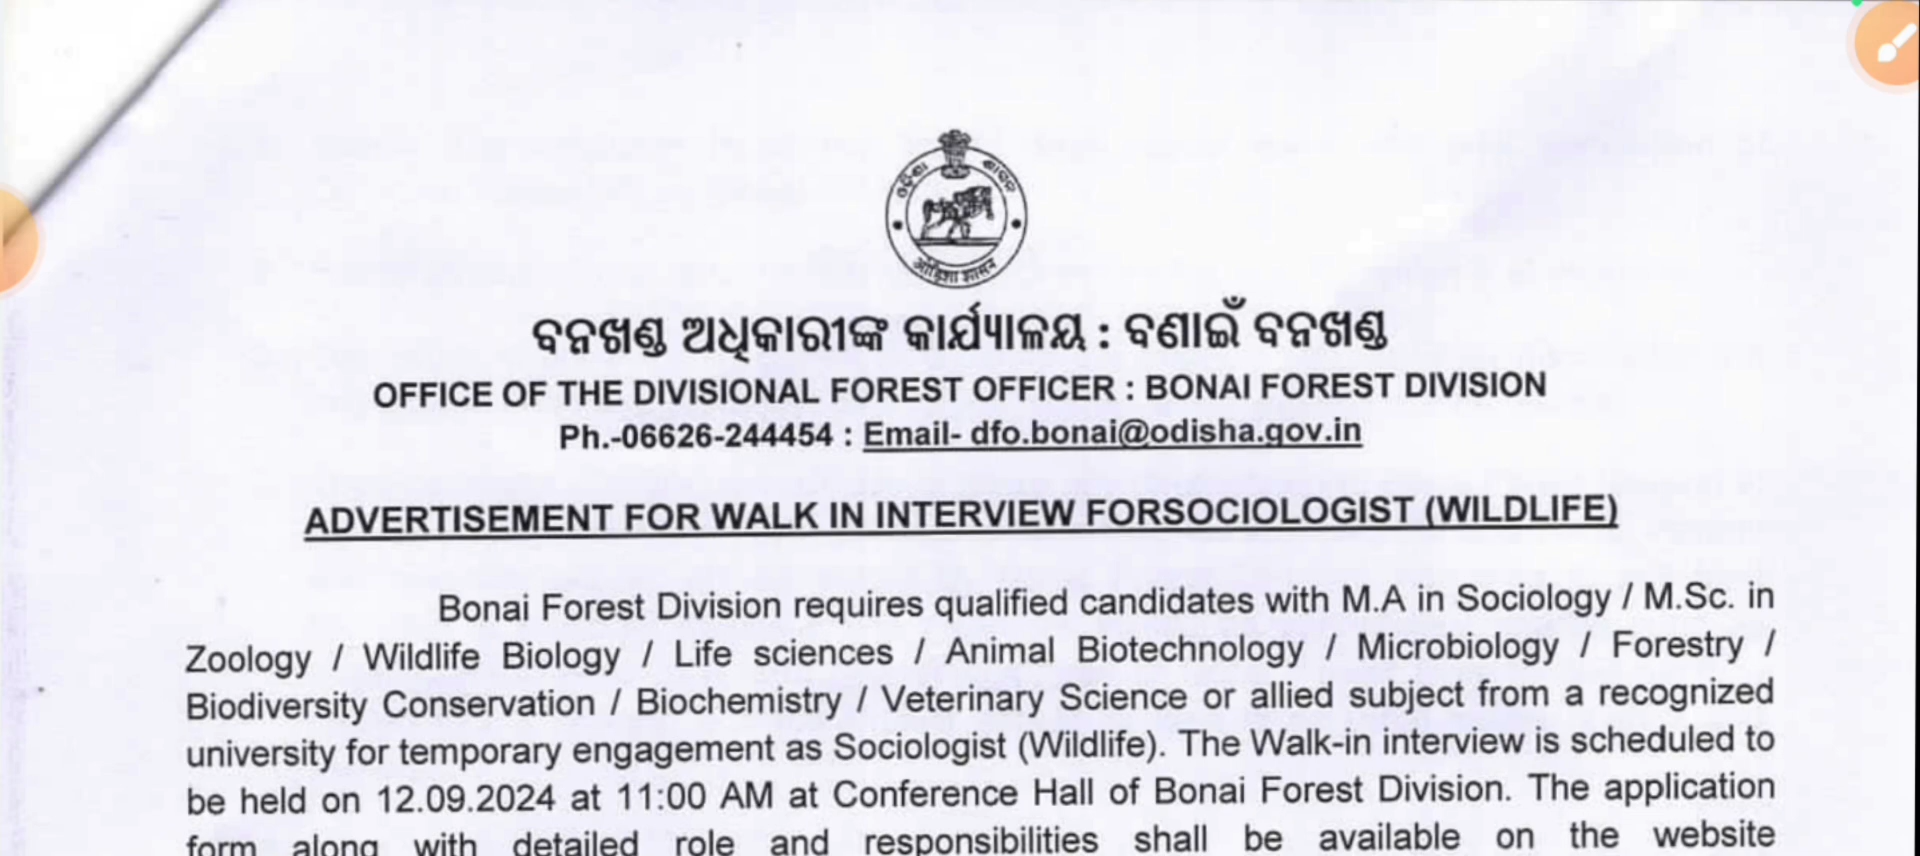 ଓଡ଼ିଶା ଶାସନ
ओड़िशा शासन
ବନଖଣ୍ଡ ଅଧିକାରୀଙ୍କ କାର୍ଯ୍ୟାଳୟ : ବଣାଇଁ ବନଖଣ୍ଡ
OFFICE OF THE DIVISIONAL FOREST OFFICER : BONAI FOREST DIVISION
Ph.-06626-244454 : Email- dfo.bonai@odisha.gov.in
ADVERTISEMENT FOR WALK IN INTERVIEW FORSOCIOLOGIST (WILDLIFE)
Bonai Forest Division requires qualified candidates with M.A in Sociology / M.Sc. in
Zoology / Wildlife Biology / Life sciences / Animal Biotechnology / Microbiology / Forestry /
Biodiversity Conservation / Biochemistry / Veterinary Science or allied subject from a recognized
university for temporary engagement as Sociologist (Wildlife). The Walk-in interview is scheduled to
be held on 12.09.2024 at 11:00 AM at Conference Hall of Bonai Forest Division. The application
form along with detailed role and responsibilities shall be available on the website